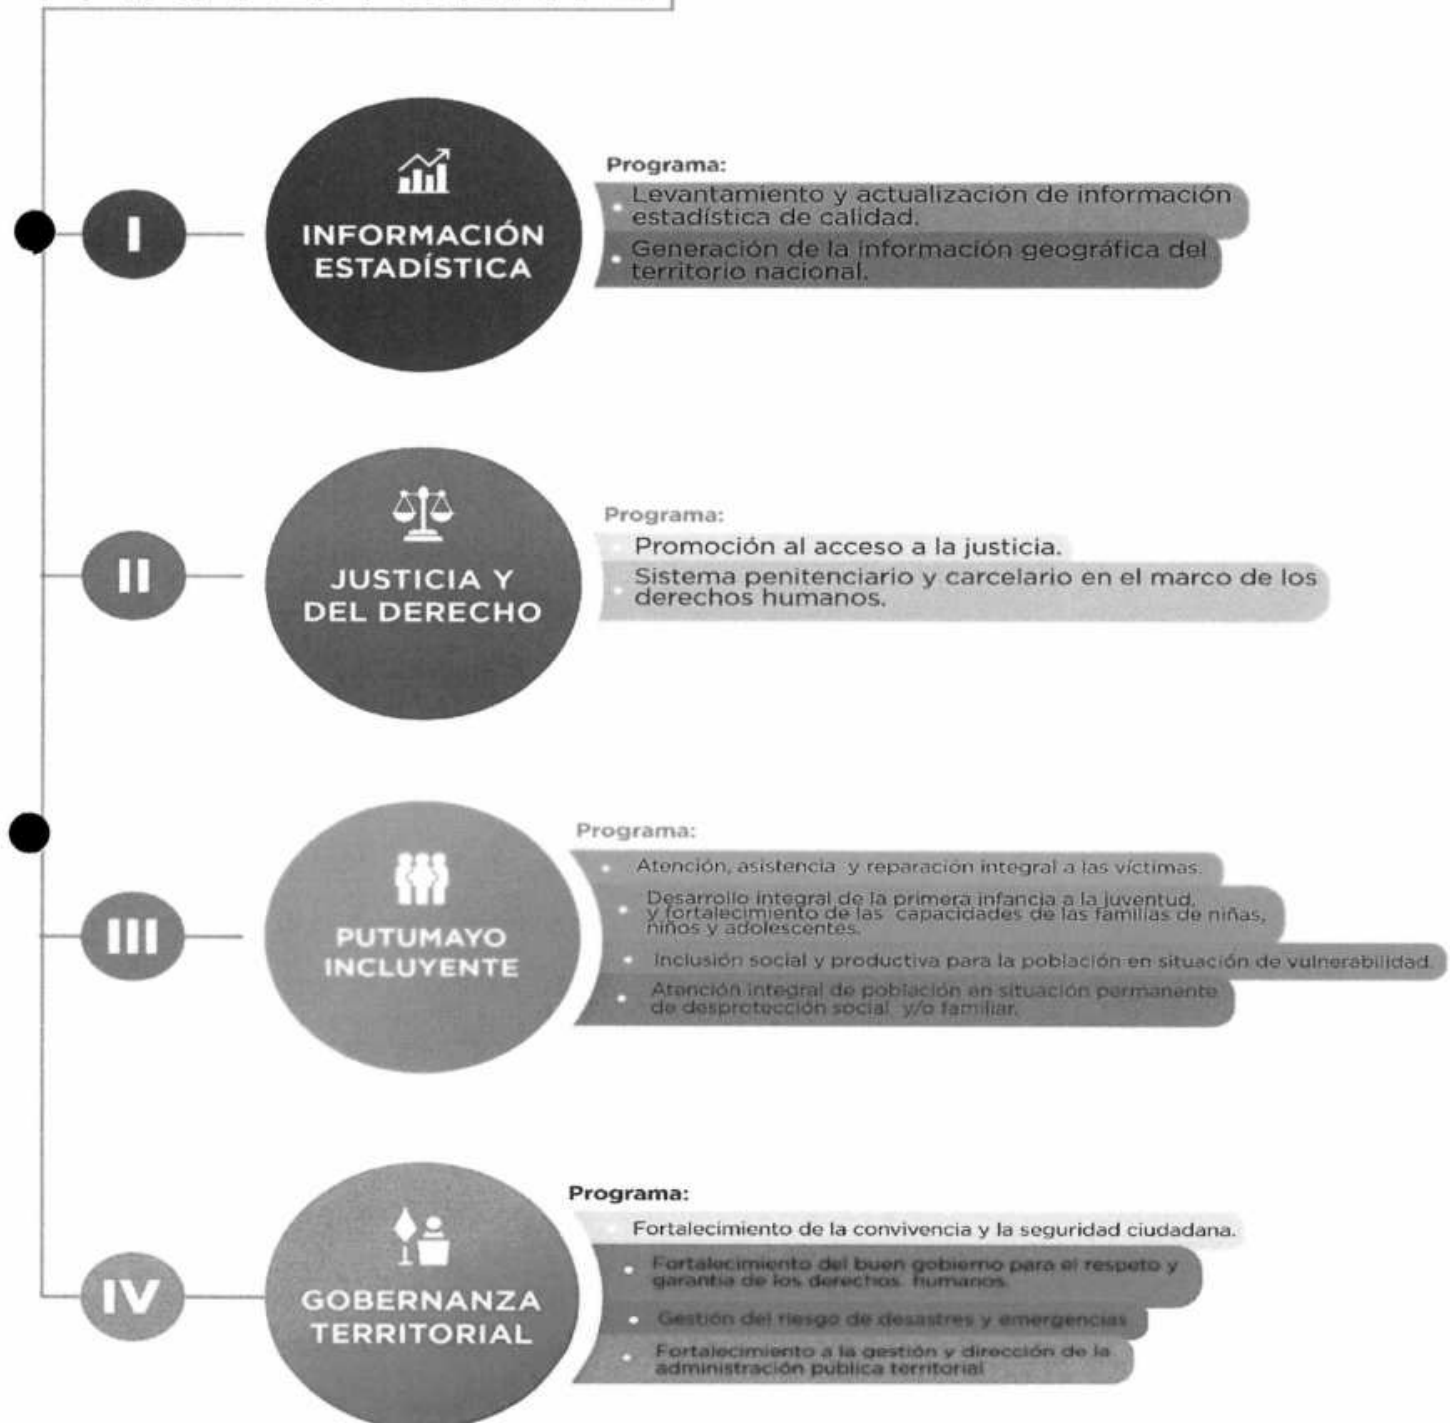 I
INFORMACIÓN
ESTADÍSTICA
Programa:
Levantamiento y actualización de información
estadística de calidad.
Generación de la información geográfica del
territorio nacional.
II
JUSTICIA Y
DEL DERECHO
Programa:
Promoción al acceso a la justicia.
Sistema penitenciario y carcelario en el marco de los
derechos humanos.
III
PUTUMAYO
INCLUYENTE
Programa:
Atención, asistencia y reparación integral a las víctimas.
Desarrollo integral de la primera infancia a la juventud,
y fortalecimiento de las capacidades de las familias de niñas,
niños y adolescentes.
Inclusión social y productiva para la población en situación de vulnerabilidad.
Atención integral de población en situación permanente
de desprotección social y/o familiar.
IV
GOBERNANZA
TERRITORIAL
Programa:
Fortalecimiento de la convivencia y la seguridad ciudadana.
Fortalecimiento del buen gobierno para el respeto y
garantía de los derechos humanos.
Gestión del riesgo de desastres y emergencias
Fortalecimiento a la gestión y dirección de la
administración pública territorial